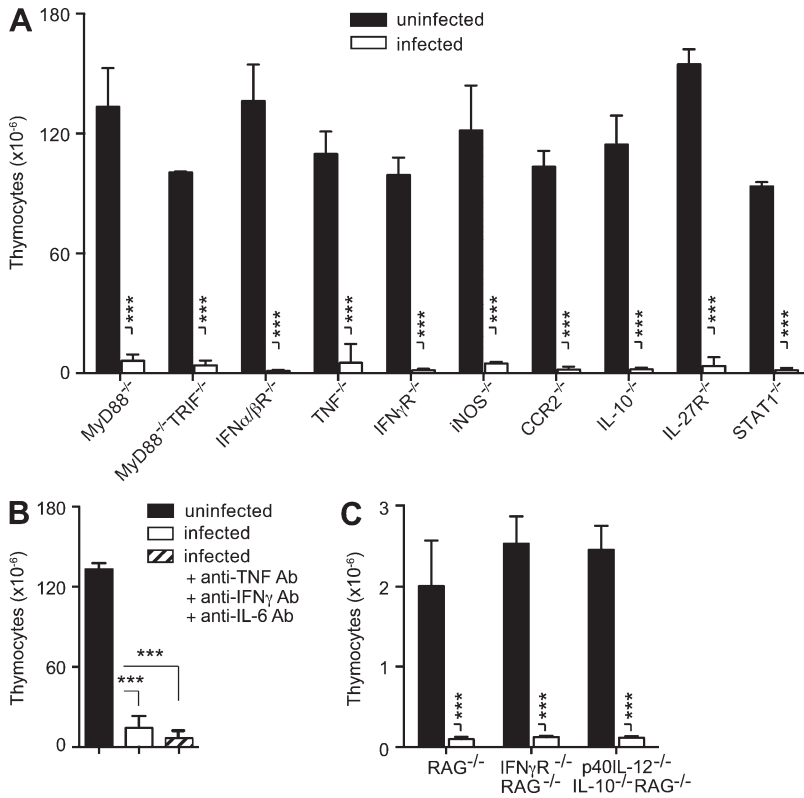 A
uninfected
infected
Thymocytes (x10⁻⁶)
180
120
60
0
***
***
***
***
***
***
***
***
***
***
MyD88⁻/⁻
MyD88⁻/⁻TRIF⁻/⁻
IFNα/βR⁻/⁻
TNF⁻/⁻
IFNγR⁻/⁻
iNOS⁻/⁻
CCR2⁻/⁻
IL-10⁻/⁻
IL-27R⁻/⁻
STAT1⁻/⁻
B
uninfected
infected
infected
+ anti-TNF Ab
+ anti-IFNγ Ab
+ anti-IL-6 Ab
Thymocytes (x10⁻⁶)
180
120
60
0
***
***
C
Thymocytes (x10⁻⁶)
3
2
1
0
***
***
***
RAG⁻/⁻
IFNγR⁻/⁻
RAG⁻/⁻
p40IL-12⁻/⁻
IL-10⁻/⁻RAG⁻/⁻